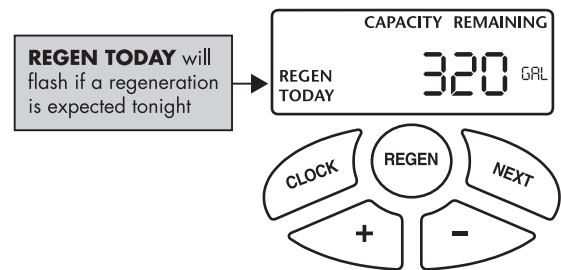 CAPACITY REMAINING
REGEN TODAY will
flash if a regeneration
is expected tonight
REGEN
TODAY
320 GAL
CLOCK
REGEN
NEXT
+
-